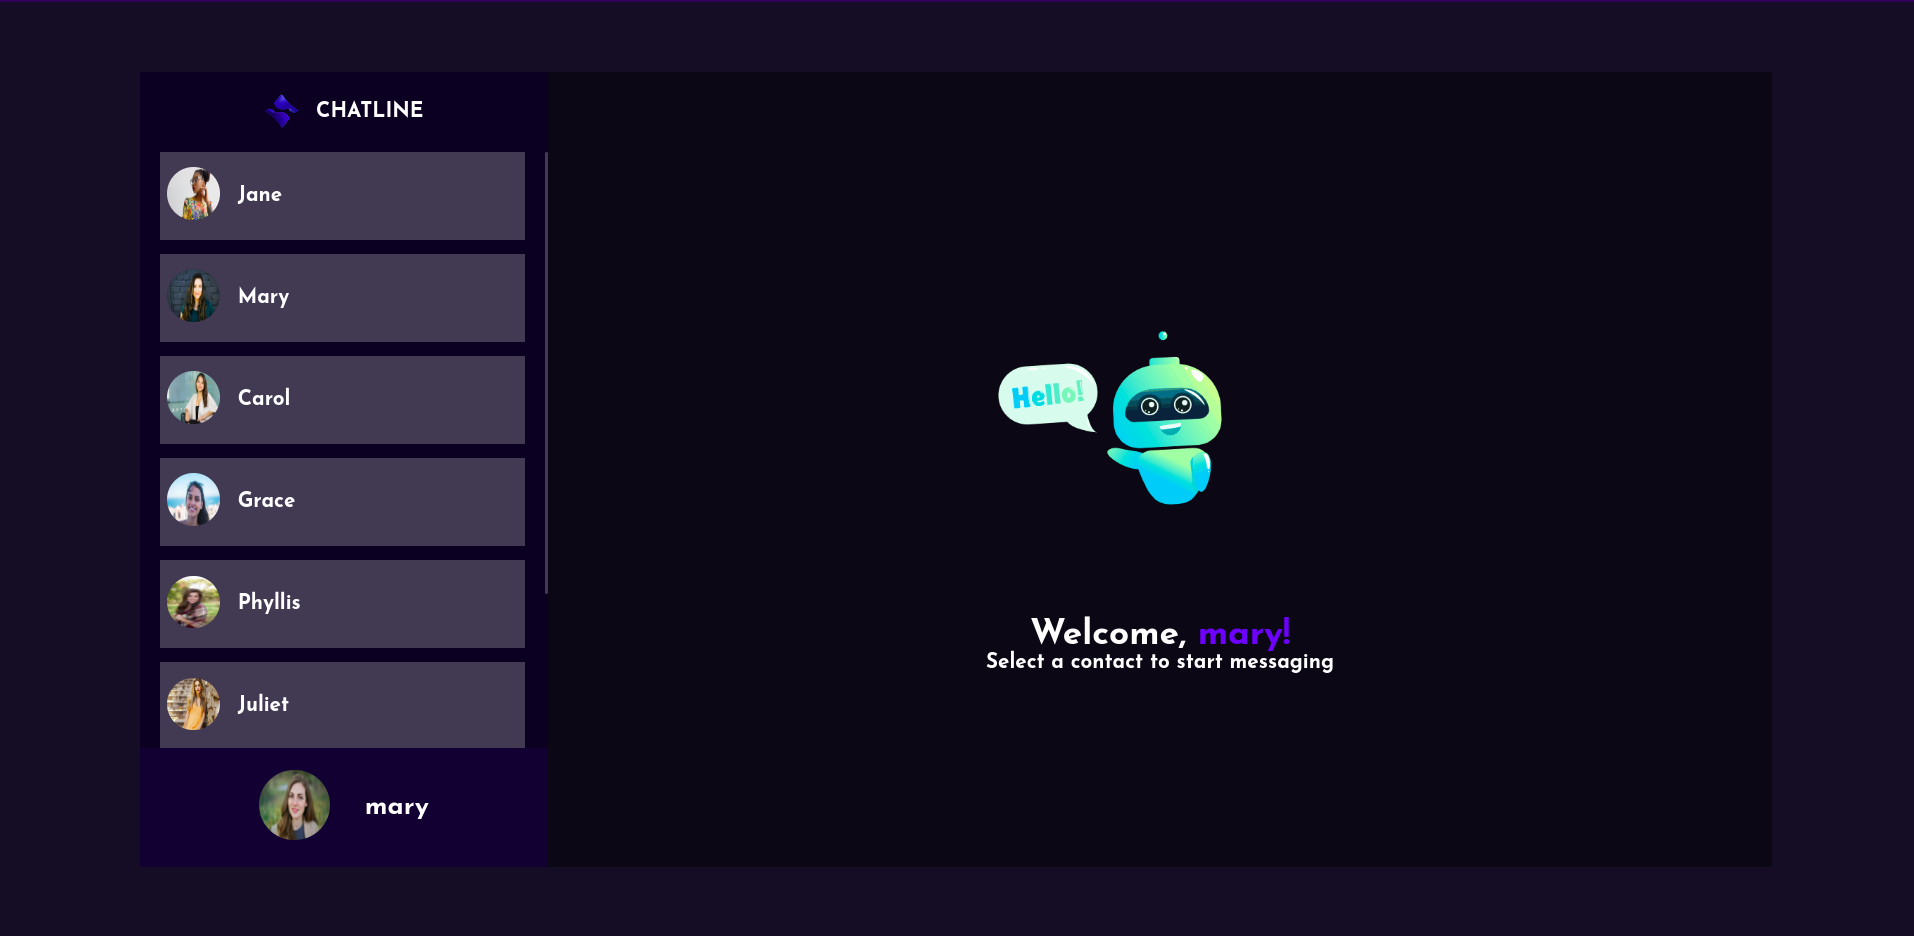 CHATLINE
Jane
Mary
Carol
Grace
Phyllis
Juliet
mary
Hello!
Welcome, mary!
Select a contact to start messaging